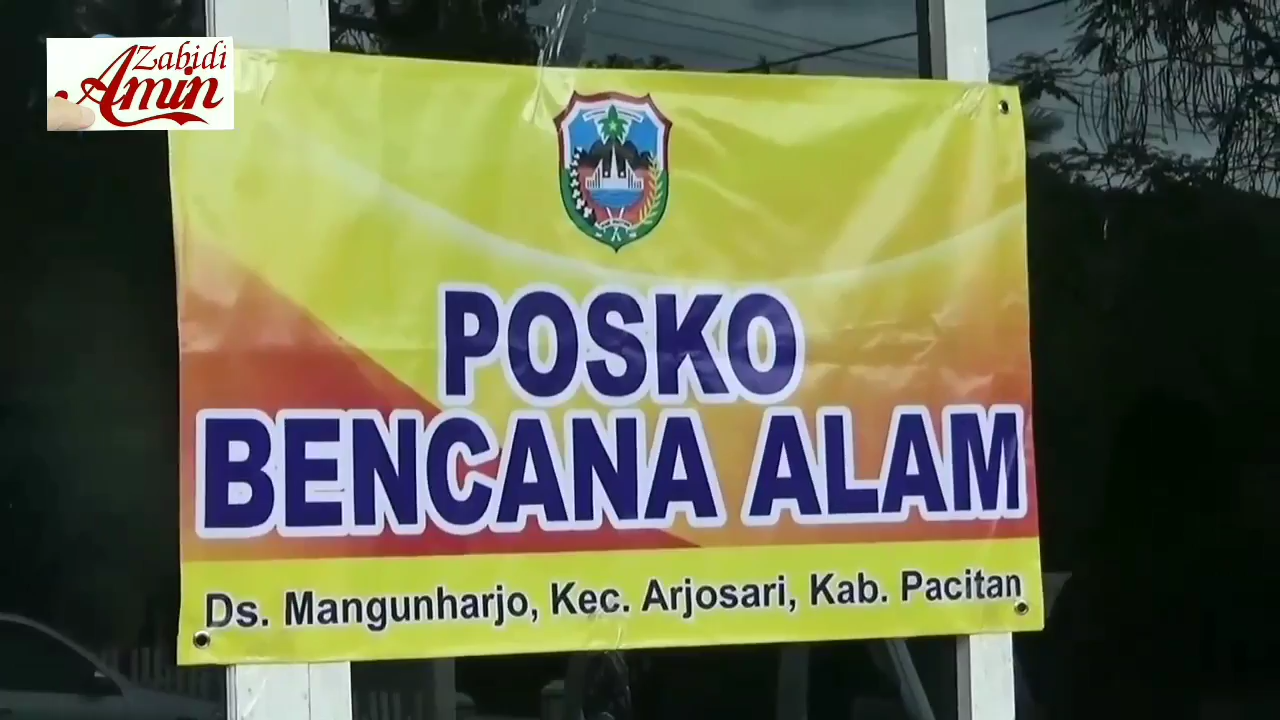 Zabidi
Amin
POSKO
BENCANA ALAM
Ds. Mangunharjo, Kec. Arjosari, Kab. Pacitan